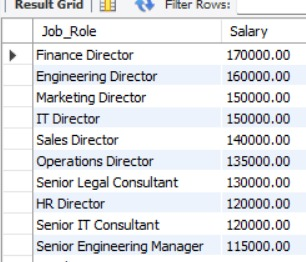 Result Grid Filter Rows:
Job_Role Salary
Finance Director 170000.00
Engineering Director 160000.00
Marketing Director 150000.00
IT Director 150000.00
Sales Director 140000.00
Operations Director 135000.00
Senior Legal Consultant 130000.00
HR Director 120000.00
Senior IT Consultant 120000.00
Senior Engineering Manager 115000.00